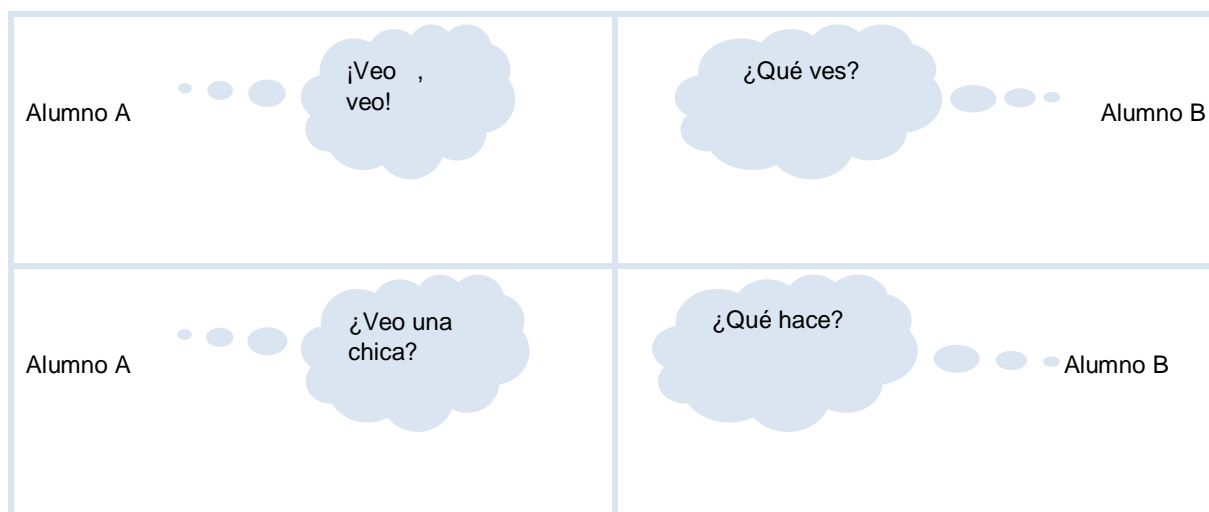 ¡Veo , 
veo!
Alumno A
¿Qué ves?
Alumno B
¿Veo una
chica?
Alumno A
¿Qué hace?
Alumno B